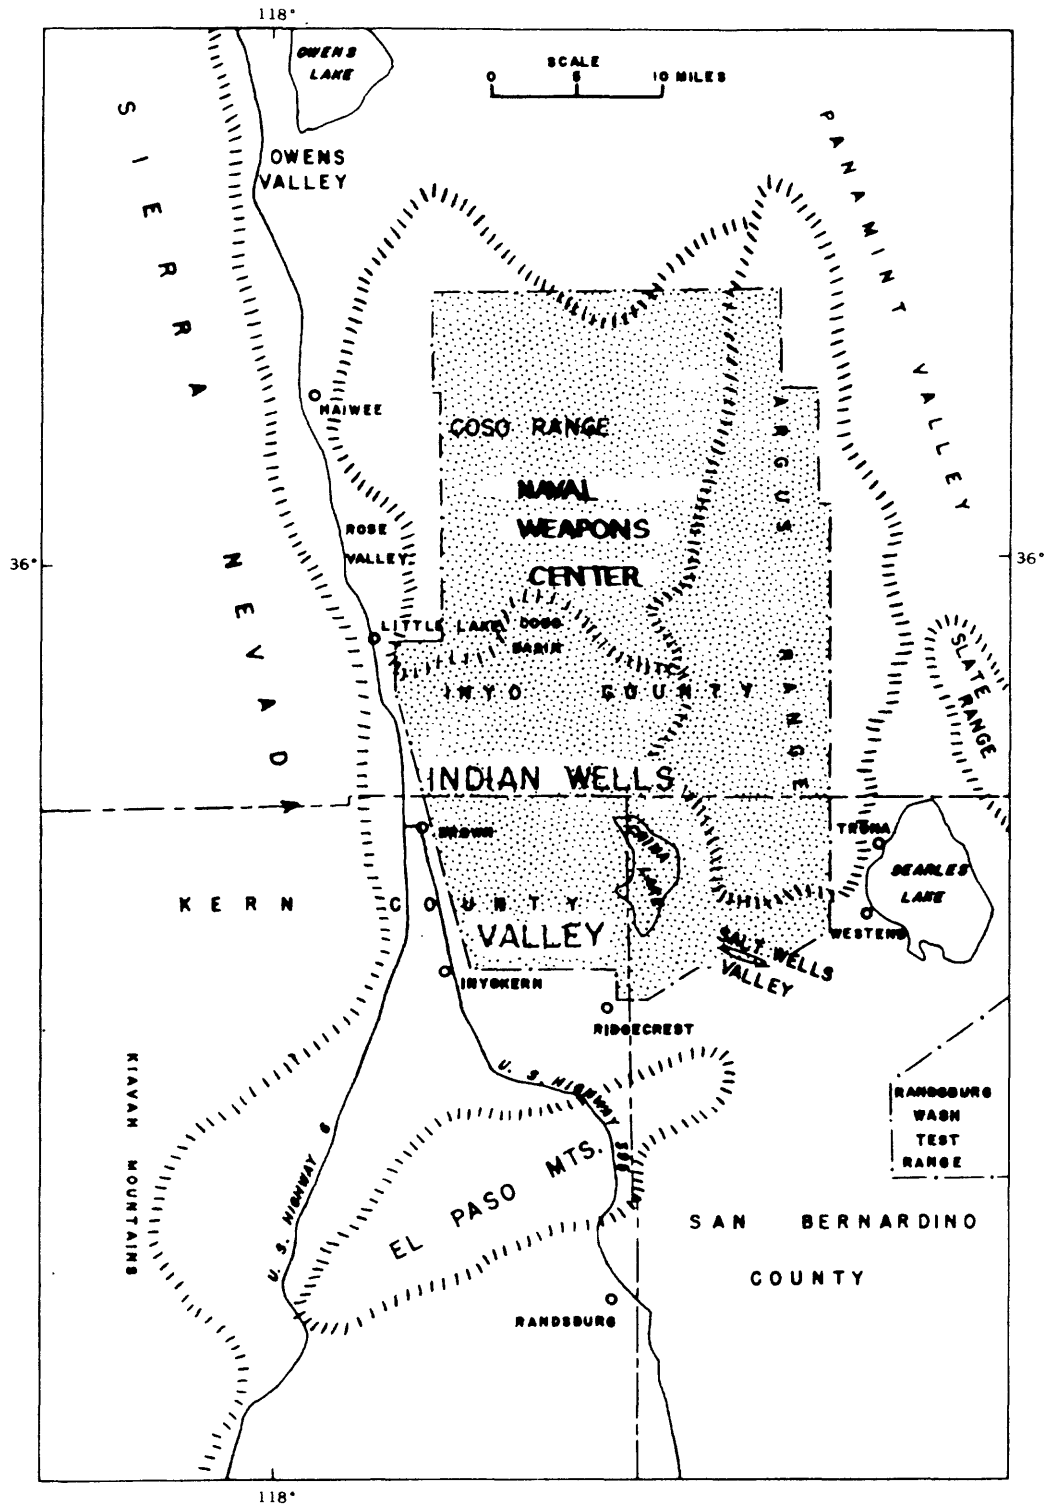 118°
OWENS
LAKE
SCALE
0 5 10 MILES
SIERRA NEVADA
OWENS
VALLEY
PANAMINT VALLEY
HAIWEE
COSO RANGE
ARGUS RANGE
NAVAL
WEAPONS
CENTER
ROSE
VALLEY
36°
36°
LITTLE LAKE
COSO
BASIN
SLATE
RANGE
INYO COUNTY
INDIAN WELLS
VALLEY
BROWN
CHINA
LAKE
TRONA
SEARLES
LAKE
KERN COUNTY
WESTEND
SALT WELLS
VALLEY
INYOKERN
RIDGECREST
KIAVAH MOUNTAINS
U. S. HIGHWAY 6
U. S. HIGHWAY 395
RANDSBURG
WASH
TEST
RANGE
EL PASO MTS.
SAN BERNARDINO
COUNTY
RANDSBURG
118°